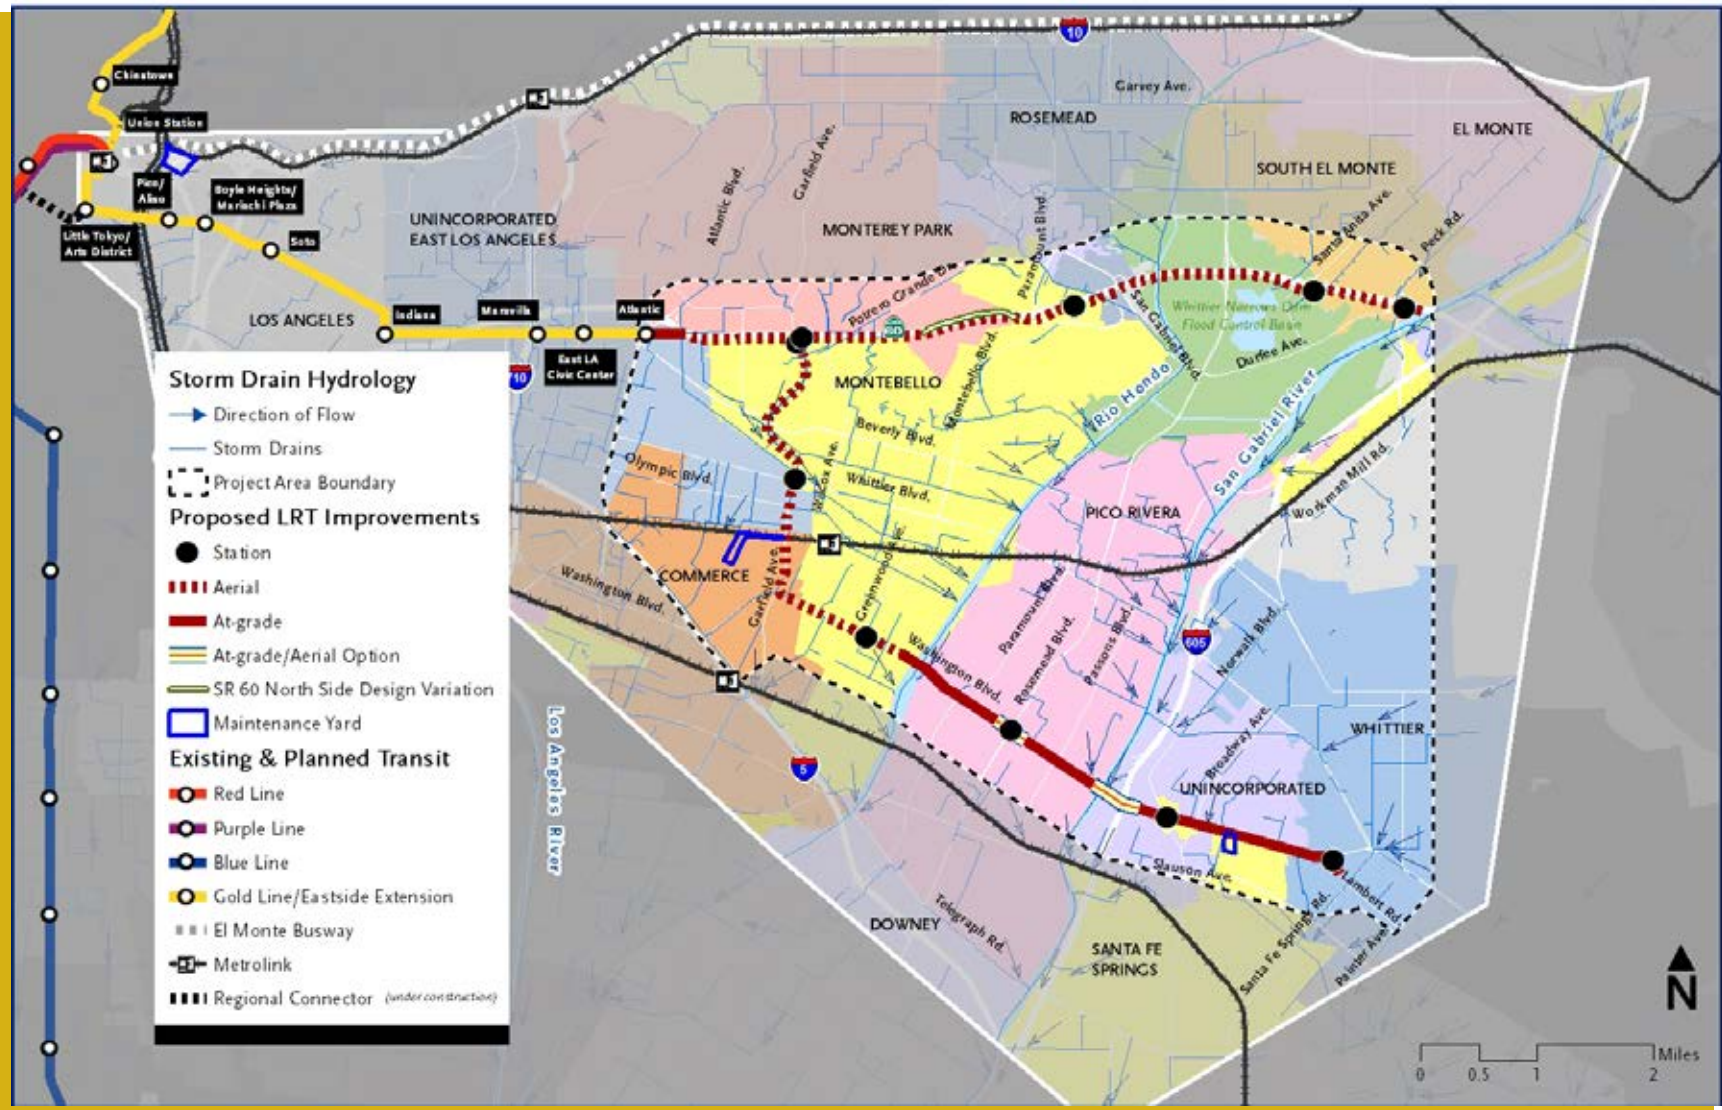 10
Chinatown
Union Station
Pico/
Aliso
Boyle Heights/
Mariachi Plaza
Little Tokyo/
Arts District
Soto
Indiana
Maravilla
East LA
Civic Center
Atlantic
710
LOS ANGELES
UNINCORPORATED
EAST LOS ANGELES
MONTEREY PARK
ROSEMEAD
Garvey Ave.
EL MONTE
SOUTH EL MONTE
Atlantic Blvd.
Garfield Ave.
Paramount Blvd.
Potrero Grande Dr.
60
Santa Anita Ave.
Peck Rd.
San Gabriel Blvd.
Whittier Narrows Dam
Flood Control Basin
Durfee Ave.
MONTEBELLO
Montebello Blvd.
Beverly Blvd.
Rio Hondo
San Gabriel River
Olympic Blvd.
Wilcox Ave.
Whittier Blvd.
PICO RIVERA
Workman Mill Rd.
COMMERCE
Washington Blvd.
Garfield Ave.
Greenwood Ave.
Washington Blvd.
Paramount Blvd.
Rosemead Blvd.
Passons Blvd.
605
Norwalk Blvd.
Broadway Ave.
WHITTIER
UNINCORPORATED
5
Los Angeles River
Slauson Ave.
Lambert Rd.
Santa Fe Springs Rd.
Painter Ave.
DOWNEY
Telegraph Rd.
SANTA FE
SPRINGS
Storm Drain Hydrology
Direction of Flow
Storm Drains
Project Area Boundary
Proposed LRT Improvements
Station
Aerial
At-grade
At-grade/Aerial Option
SR 60 North Side Design Variation
Maintenance Yard
Existing & Planned Transit
Red Line
Purple Line
Blue Line
Gold Line/Eastside Extension
El Monte Busway
Metrolink
Regional Connector (under construction)
N
Miles
0 0.5 1 2